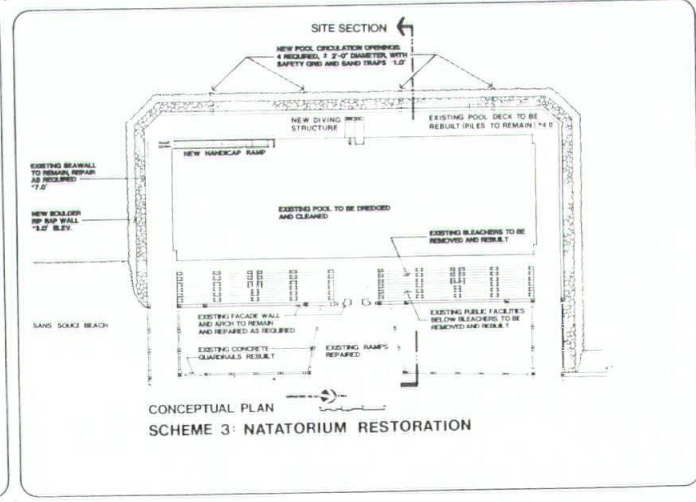 SITE SECTION
NEW POOL CIRCULATION OPENINGS
4 REQUIRED, ± 2'-0" DIAMETER, WITH
SAFETY GRID AND SAND TRAPS
NEW DIVING
STRUCTURE
EXISTING POOL DECK TO BE
REBUILT (PILES TO REMAIN)
NEW HANDICAP RAMP
EXISTING SEAWALL
TO REMAIN, REPAIR
AS REQUIRED
NEW BOULDER
RIP RAP WALL
ELEV.
EXISTING POOL TO BE DREDGED
AND CLEANED
EXISTING BLEACHERS TO BE
REMOVED AND REBUILT
SANS SOUCI BEACH
EXISTING FACADE WALL
AND ARCH TO REMAIN
AND REPAIRED AS REQUIRED
EXISTING PUBLIC FACILITIES
BELOW BLEACHERS TO BE
REMOVED AND REBUILT
EXISTING CONCRETE
GUARDRAILS REBUILT
EXISTING RAMPS
REPAIRED
CONCEPTUAL PLAN
SCHEME 3: NATATORIUM RESTORATION